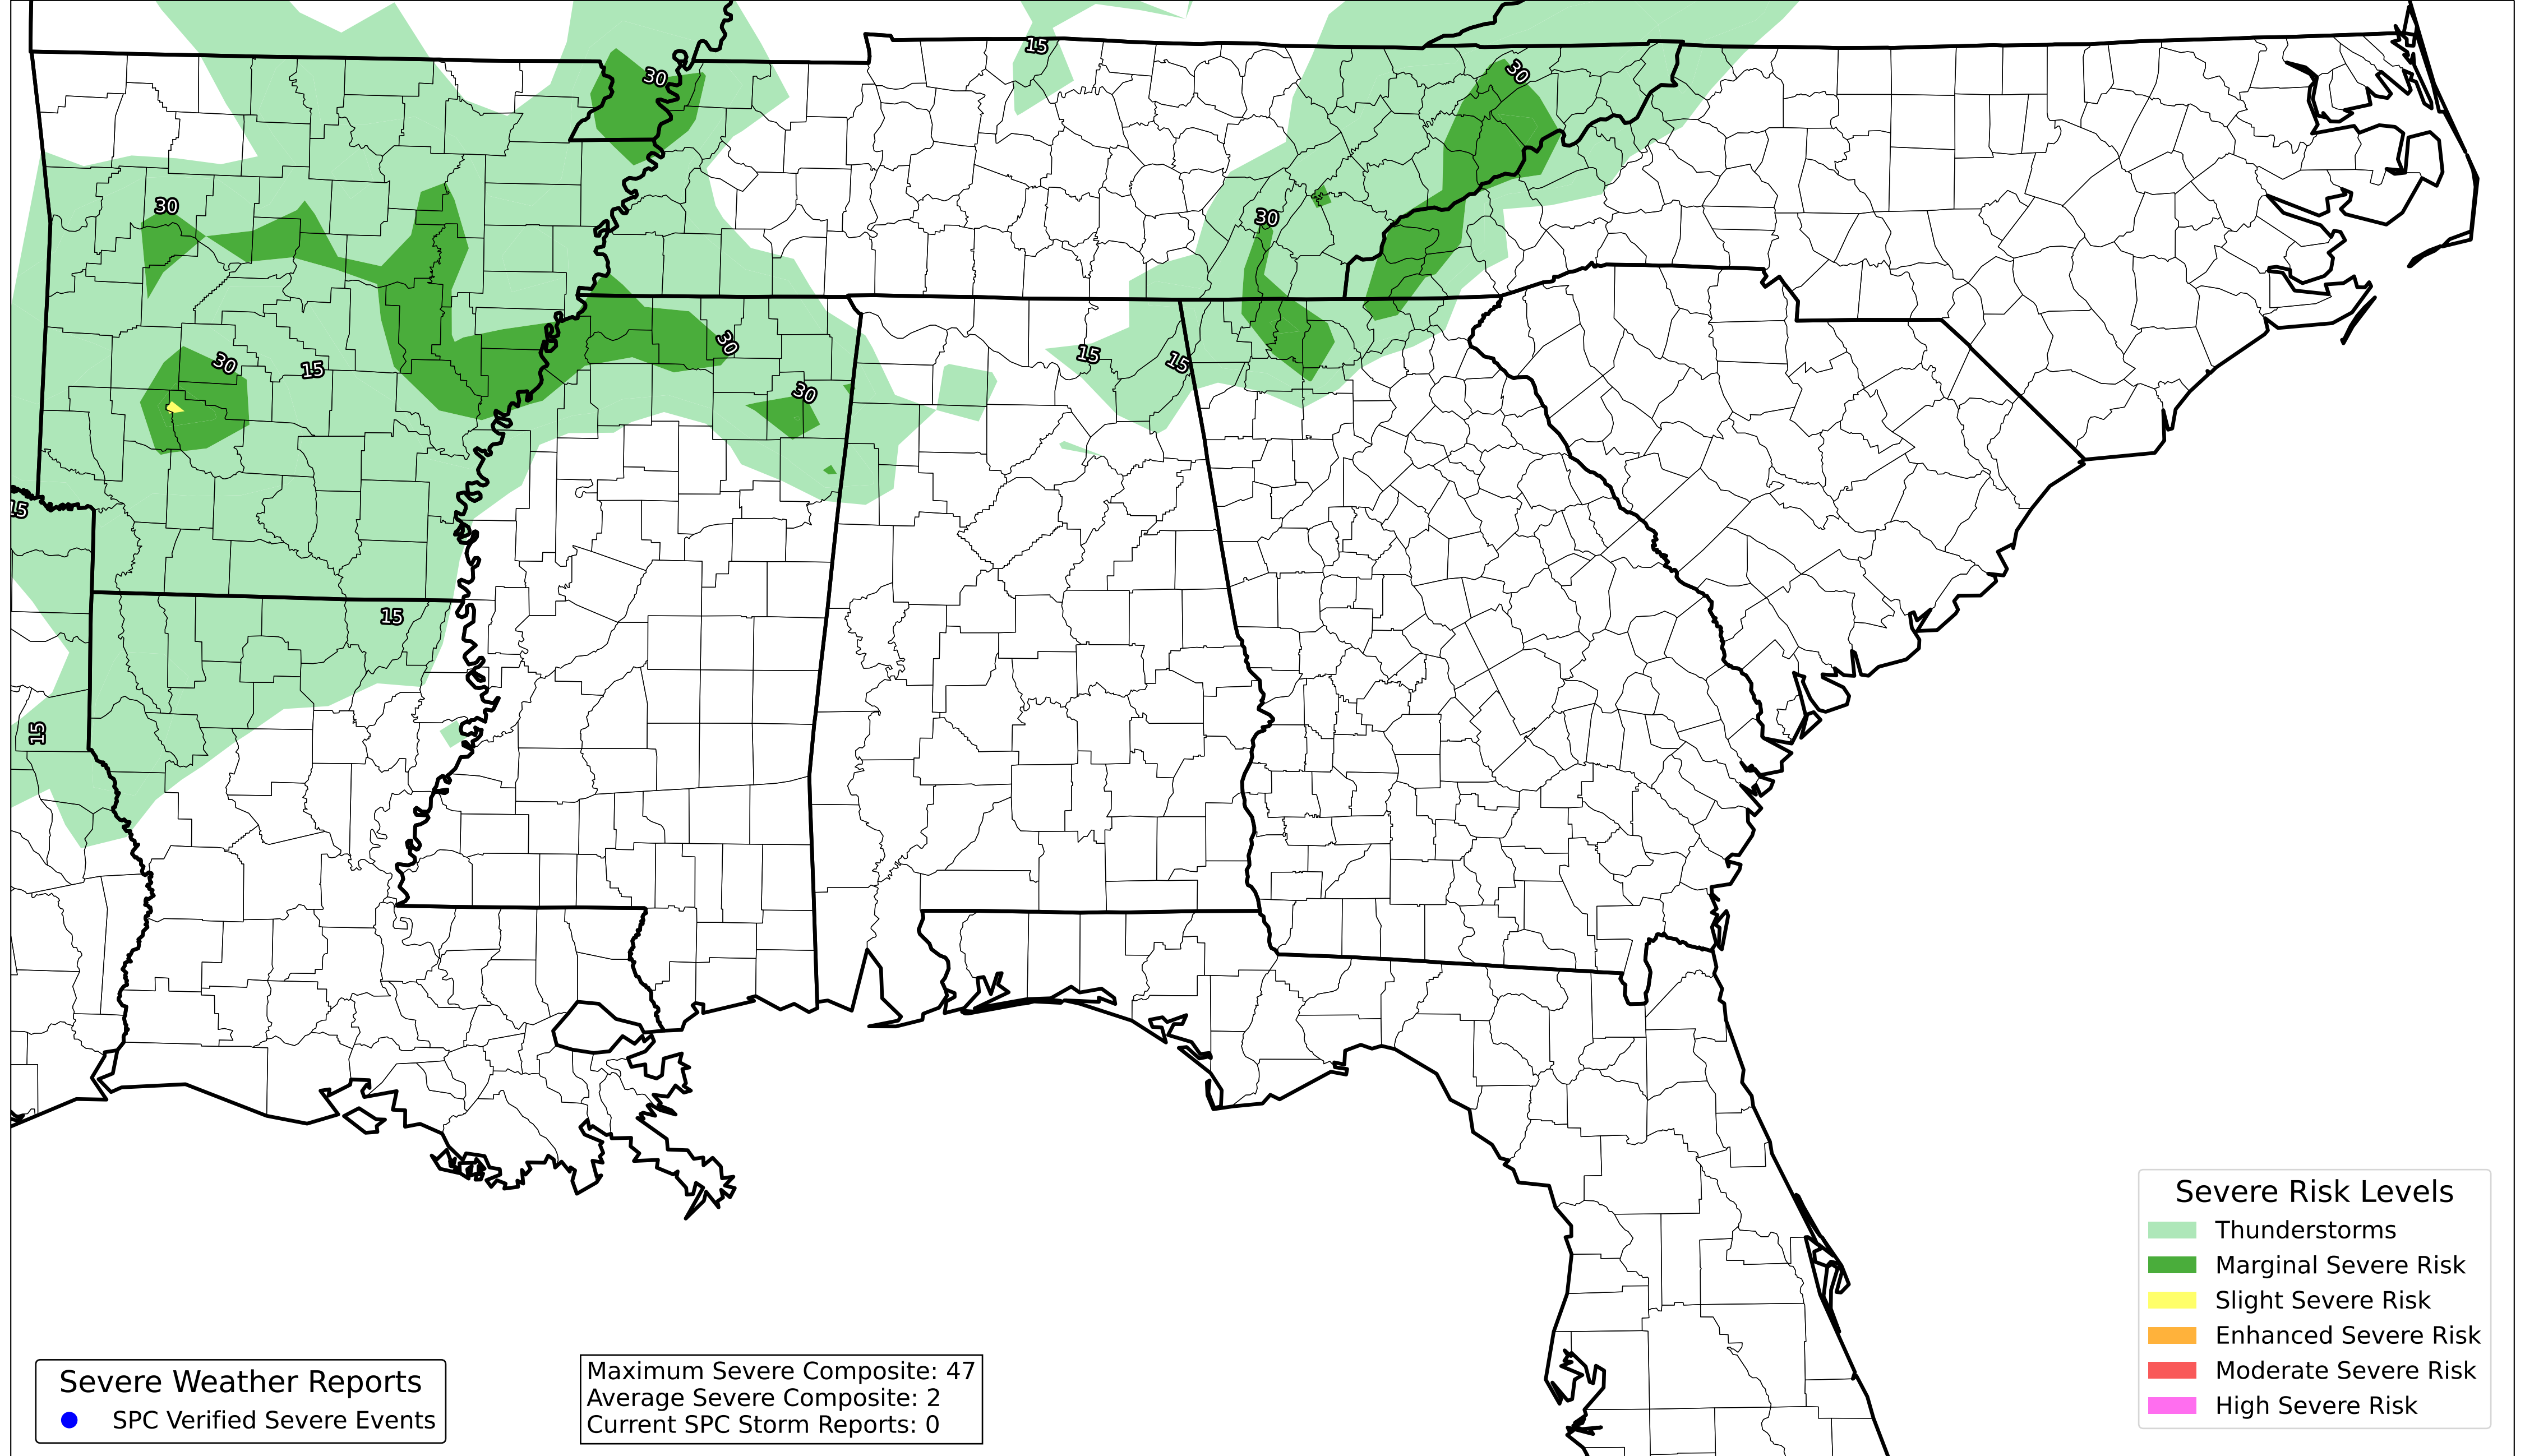 15
30
30
30
30
15
30
15
15
30
30
15
15
15
15
Severe Risk Levels
Thunderstorms
Marginal Severe Risk
Slight Severe Risk
Enhanced Severe Risk
Moderate Severe Risk
High Severe Risk
Severe Weather Reports
SPC Verified Severe Events
Maximum Severe Composite: 47
Average Severe Composite: 2
Current SPC Storm Reports: 0